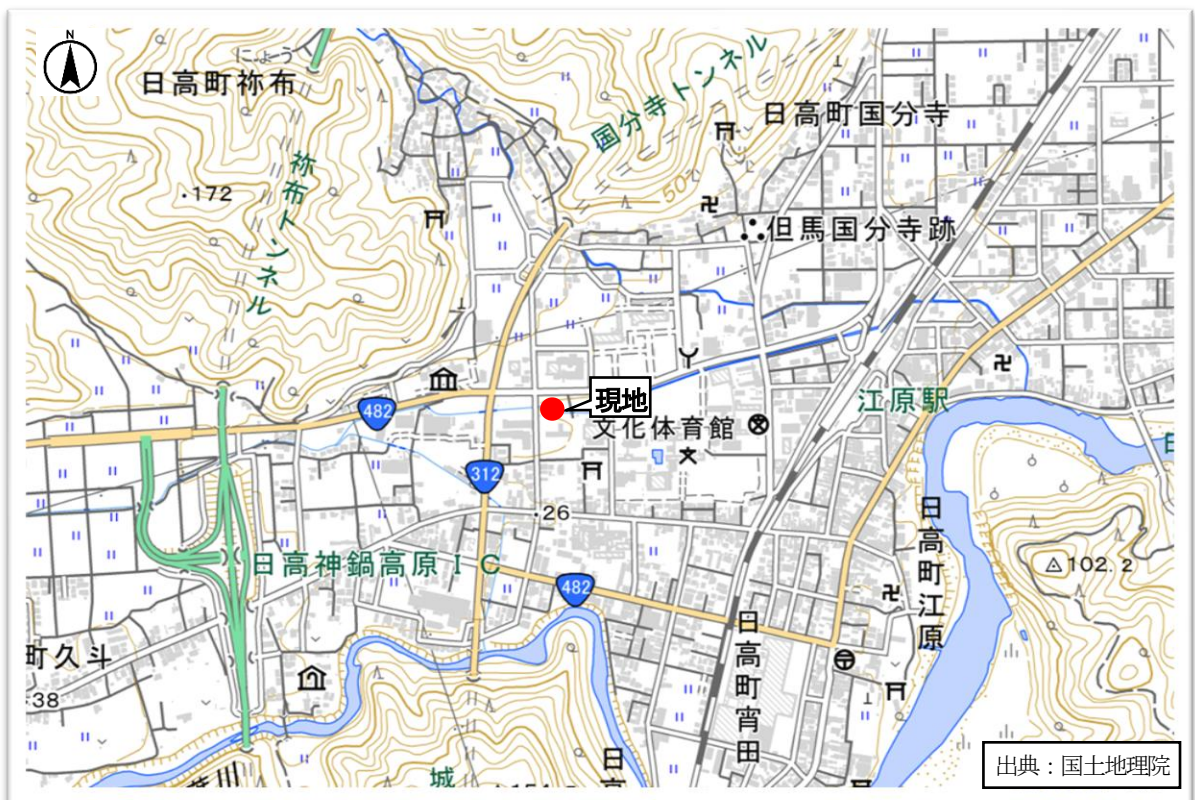 N
にょう
日高町祢布
国分寺トンネル
日高町国分寺
祢布トンネル
・172
50
但馬国分寺跡
482
現地
江原駅
文化体育館
312
・26
日高神鍋高原IC
482
日高町江原
102.2
日高町宵田
町久斗
38
日
城
日高
出典：国土地理院